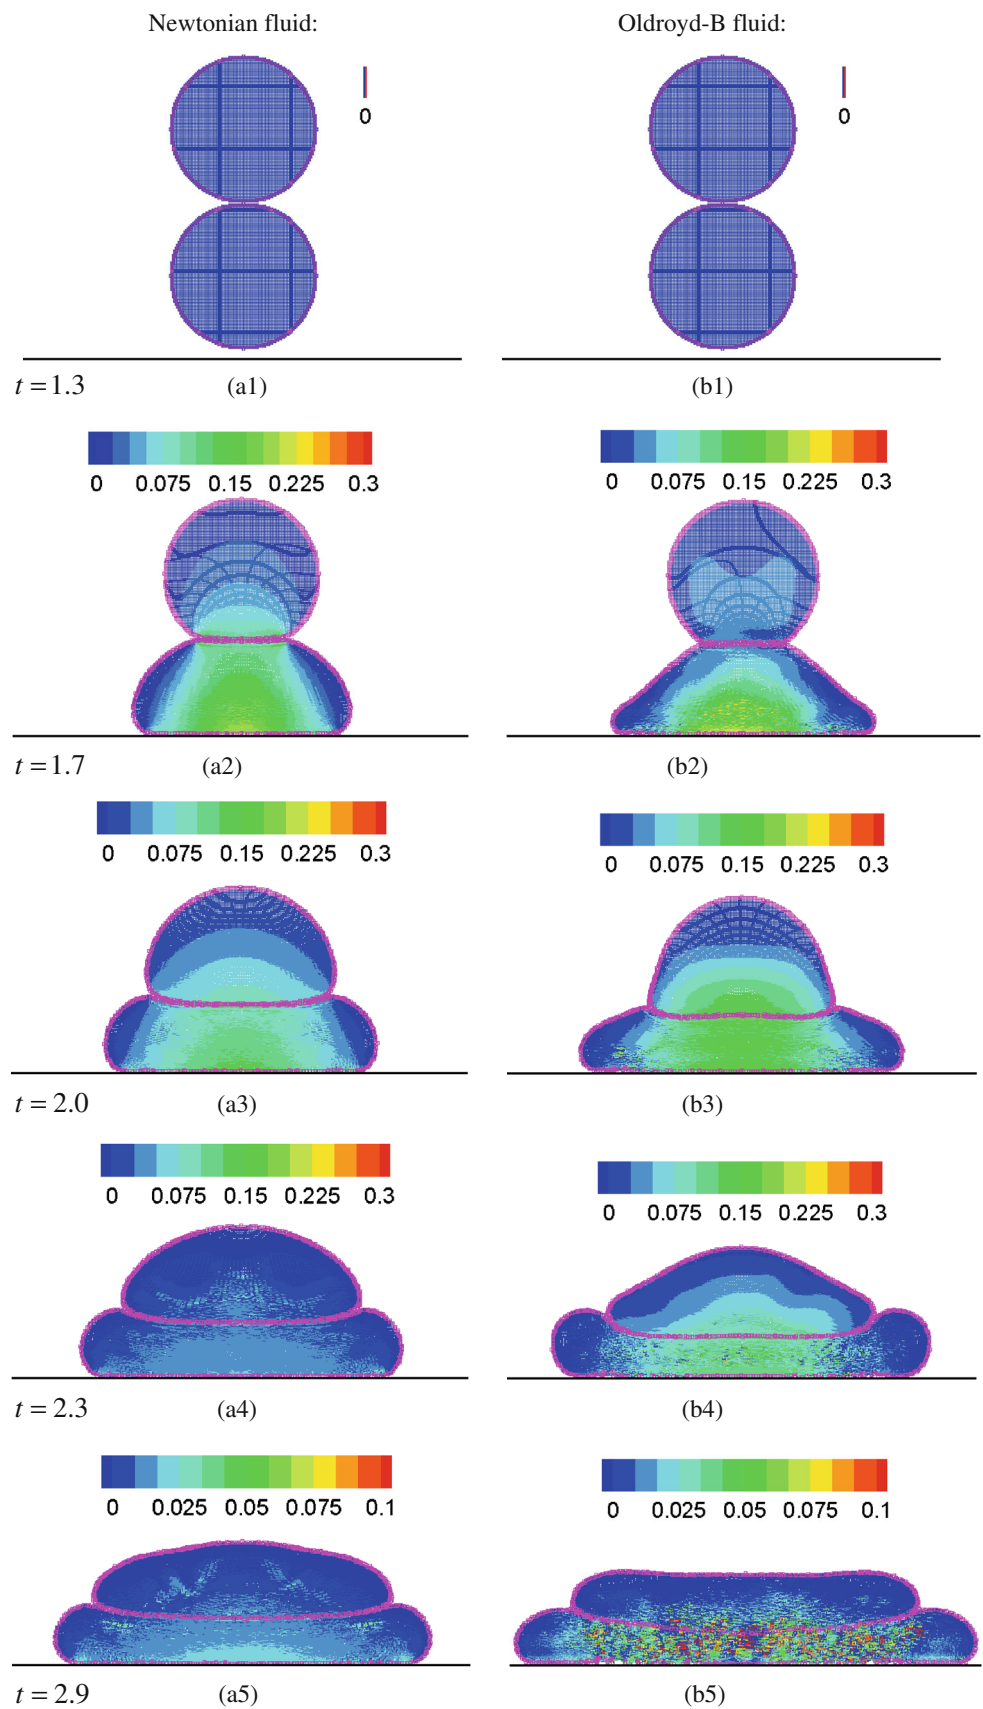 Newtonian fluid: Oldroyd-B fluid:
0 0
t = 1.3 (a1) (b1)
0 0.075 0.15 0.225 0.3 0 0.075 0.15 0.225 0.3
t = 1.7 (a2) (b2)
0 0.075 0.15 0.225 0.3 0 0.075 0.15 0.225 0.3
t = 2.0 (a3) (b3)
0 0.075 0.15 0.225 0.3 0 0.075 0.15 0.225 0.3
t = 2.3 (a4) (b4)
0 0.025 0.05 0.075 0.1 0 0.025 0.05 0.075 0.1
t = 2.9 (a5) (b5)